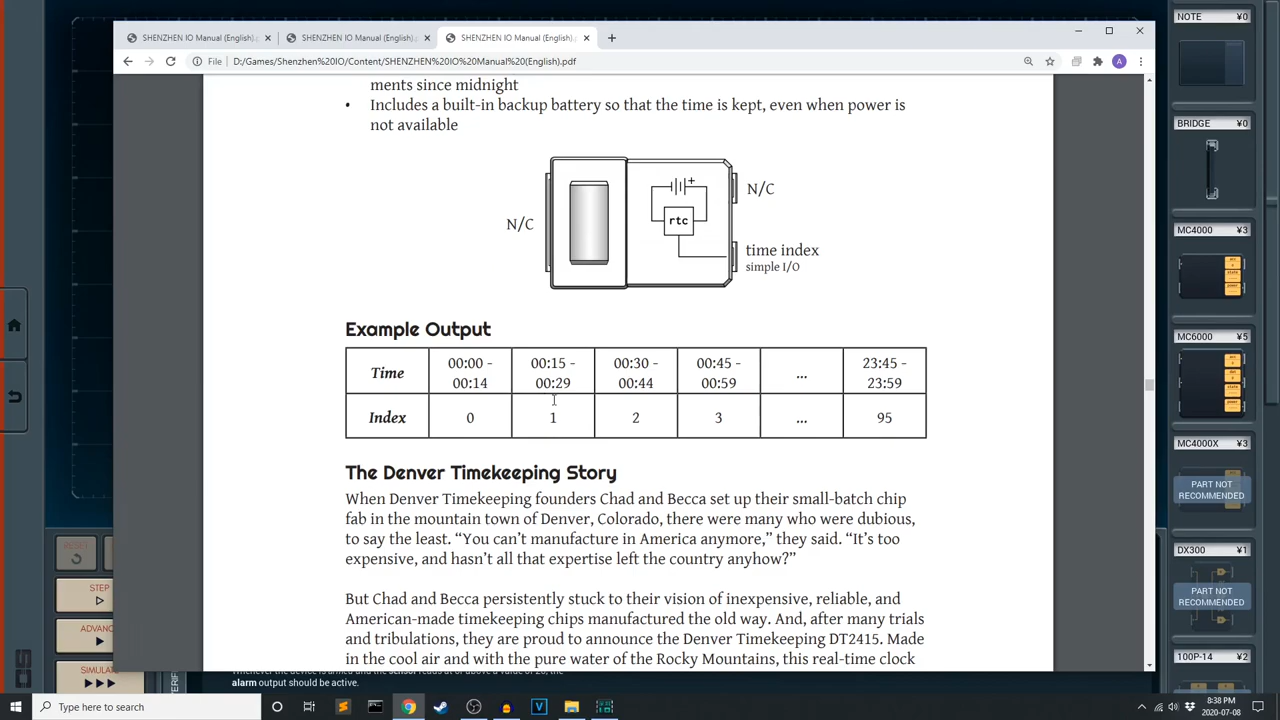 SHENZHEN IO Manual (English).p
SHENZHEN IO Manual (English).p
SHENZHEN IO Manual (English).p
File
D:/Games/Shenzhen%20IO/Content/SHENZHEN%20IO%20Manual%20(English).pdf
A
ments since midnight
• Includes a built-in backup battery so that the time is kept, even when power is
not available
N/C
rtc
N/C
time index
simple I/O
Example Output
Time 00:00 - 00:14 00:15 - 00:29 00:30 - 00:44 00:45 - 00:59 ... 23:45 - 23:59
Index 0 1 2 3 ... 95
The Denver Timekeeping Story
When Denver Timekeeping founders Chad and Becca set up their small-batch chip
fab in the mountain town of Denver, Colorado, there were many who were dubious,
to say the least. “You can’t manufacture in America anymore,” they said. “It’s too
expensive, and hasn’t all that expertise left the country anyhow?”
But Chad and Becca persistently stuck to their vision of inexpensive, reliable, and
American-made timekeeping chips manufactured the old way. And, after many trials
and tribulations, they are proud to announce the Denver Timekeeping DT2415. Made
in the cool air and with the pure water of the Rocky Mountains, this real-time clock
NOTE ¥0
BRIDGE ¥0
MC4000 ¥3
MC6000 ¥5
MC4000X ¥3
PART NOT
RECOMMENDED
DX300 ¥1
PART NOT
RECOMMENDED
100P-14 ¥2
RESET
STEP
ADVANC
SIMULAT
alarm output should be active.
Type here to search
8:38 PM
2020-07-08